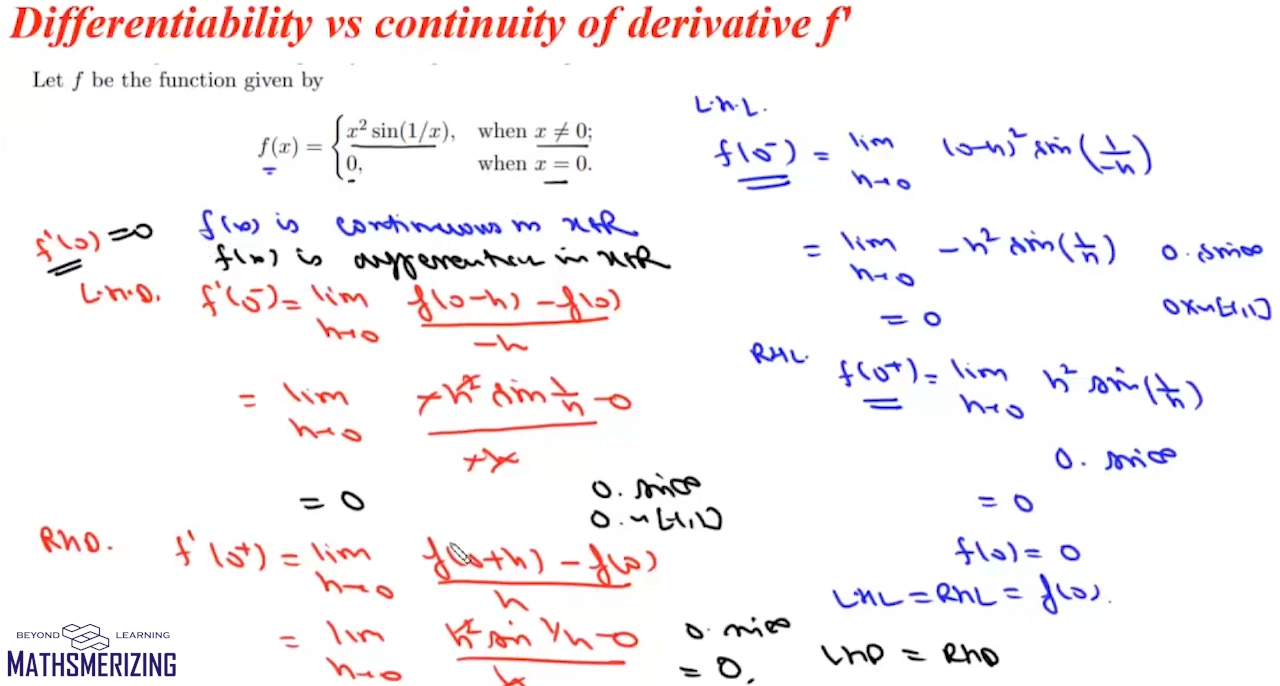 Differentiability vs continuity of derivative f'
Let f be the function given by
f(x) = { x² sin(1/x), when x ≠ 0;
0, when x = 0.
f'(0) = 0
f(x) is continuous in x∈R
f(x) is in x∈R
L.H.D. f'(0⁻) = lim h→0 f(0-h) - f(0) / -h
= lim h→0 -h² sin 1/h - 0 / -h
= 0
0. sin∞
0.x[-1,1]
RHD. f'(0⁺) = lim h→0 f(0+h) - f(0) / h
= lim h→0 h² sin 1/h - 0 / h
0. sin∞
= 0.
L.H.L.
f(0⁻) = lim h→0 (0-h)² sin(1/-h)
= lim h→0 -h² sin(1/h)
0. sin∞
= 0
0x[-1,1]
RHL. f(0⁺) = lim h→0 h² sin(1/h)
0. sin∞
= 0
f(0) = 0
LHL = RHL = f(0).
LHD = RHD
BEYOND LEARNING
MATHSMERIZING